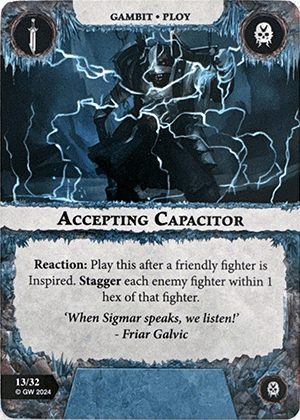 GAMBIT • PLOY
ACCEPTING CAPACITOR
Reaction: Play this after a friendly fighter is
Inspired. Stagger each enemy fighter within 1
hex of that fighter.
'When Sigmar speaks, we listen!'
- Friar Galvic
13/32
© GW 2024